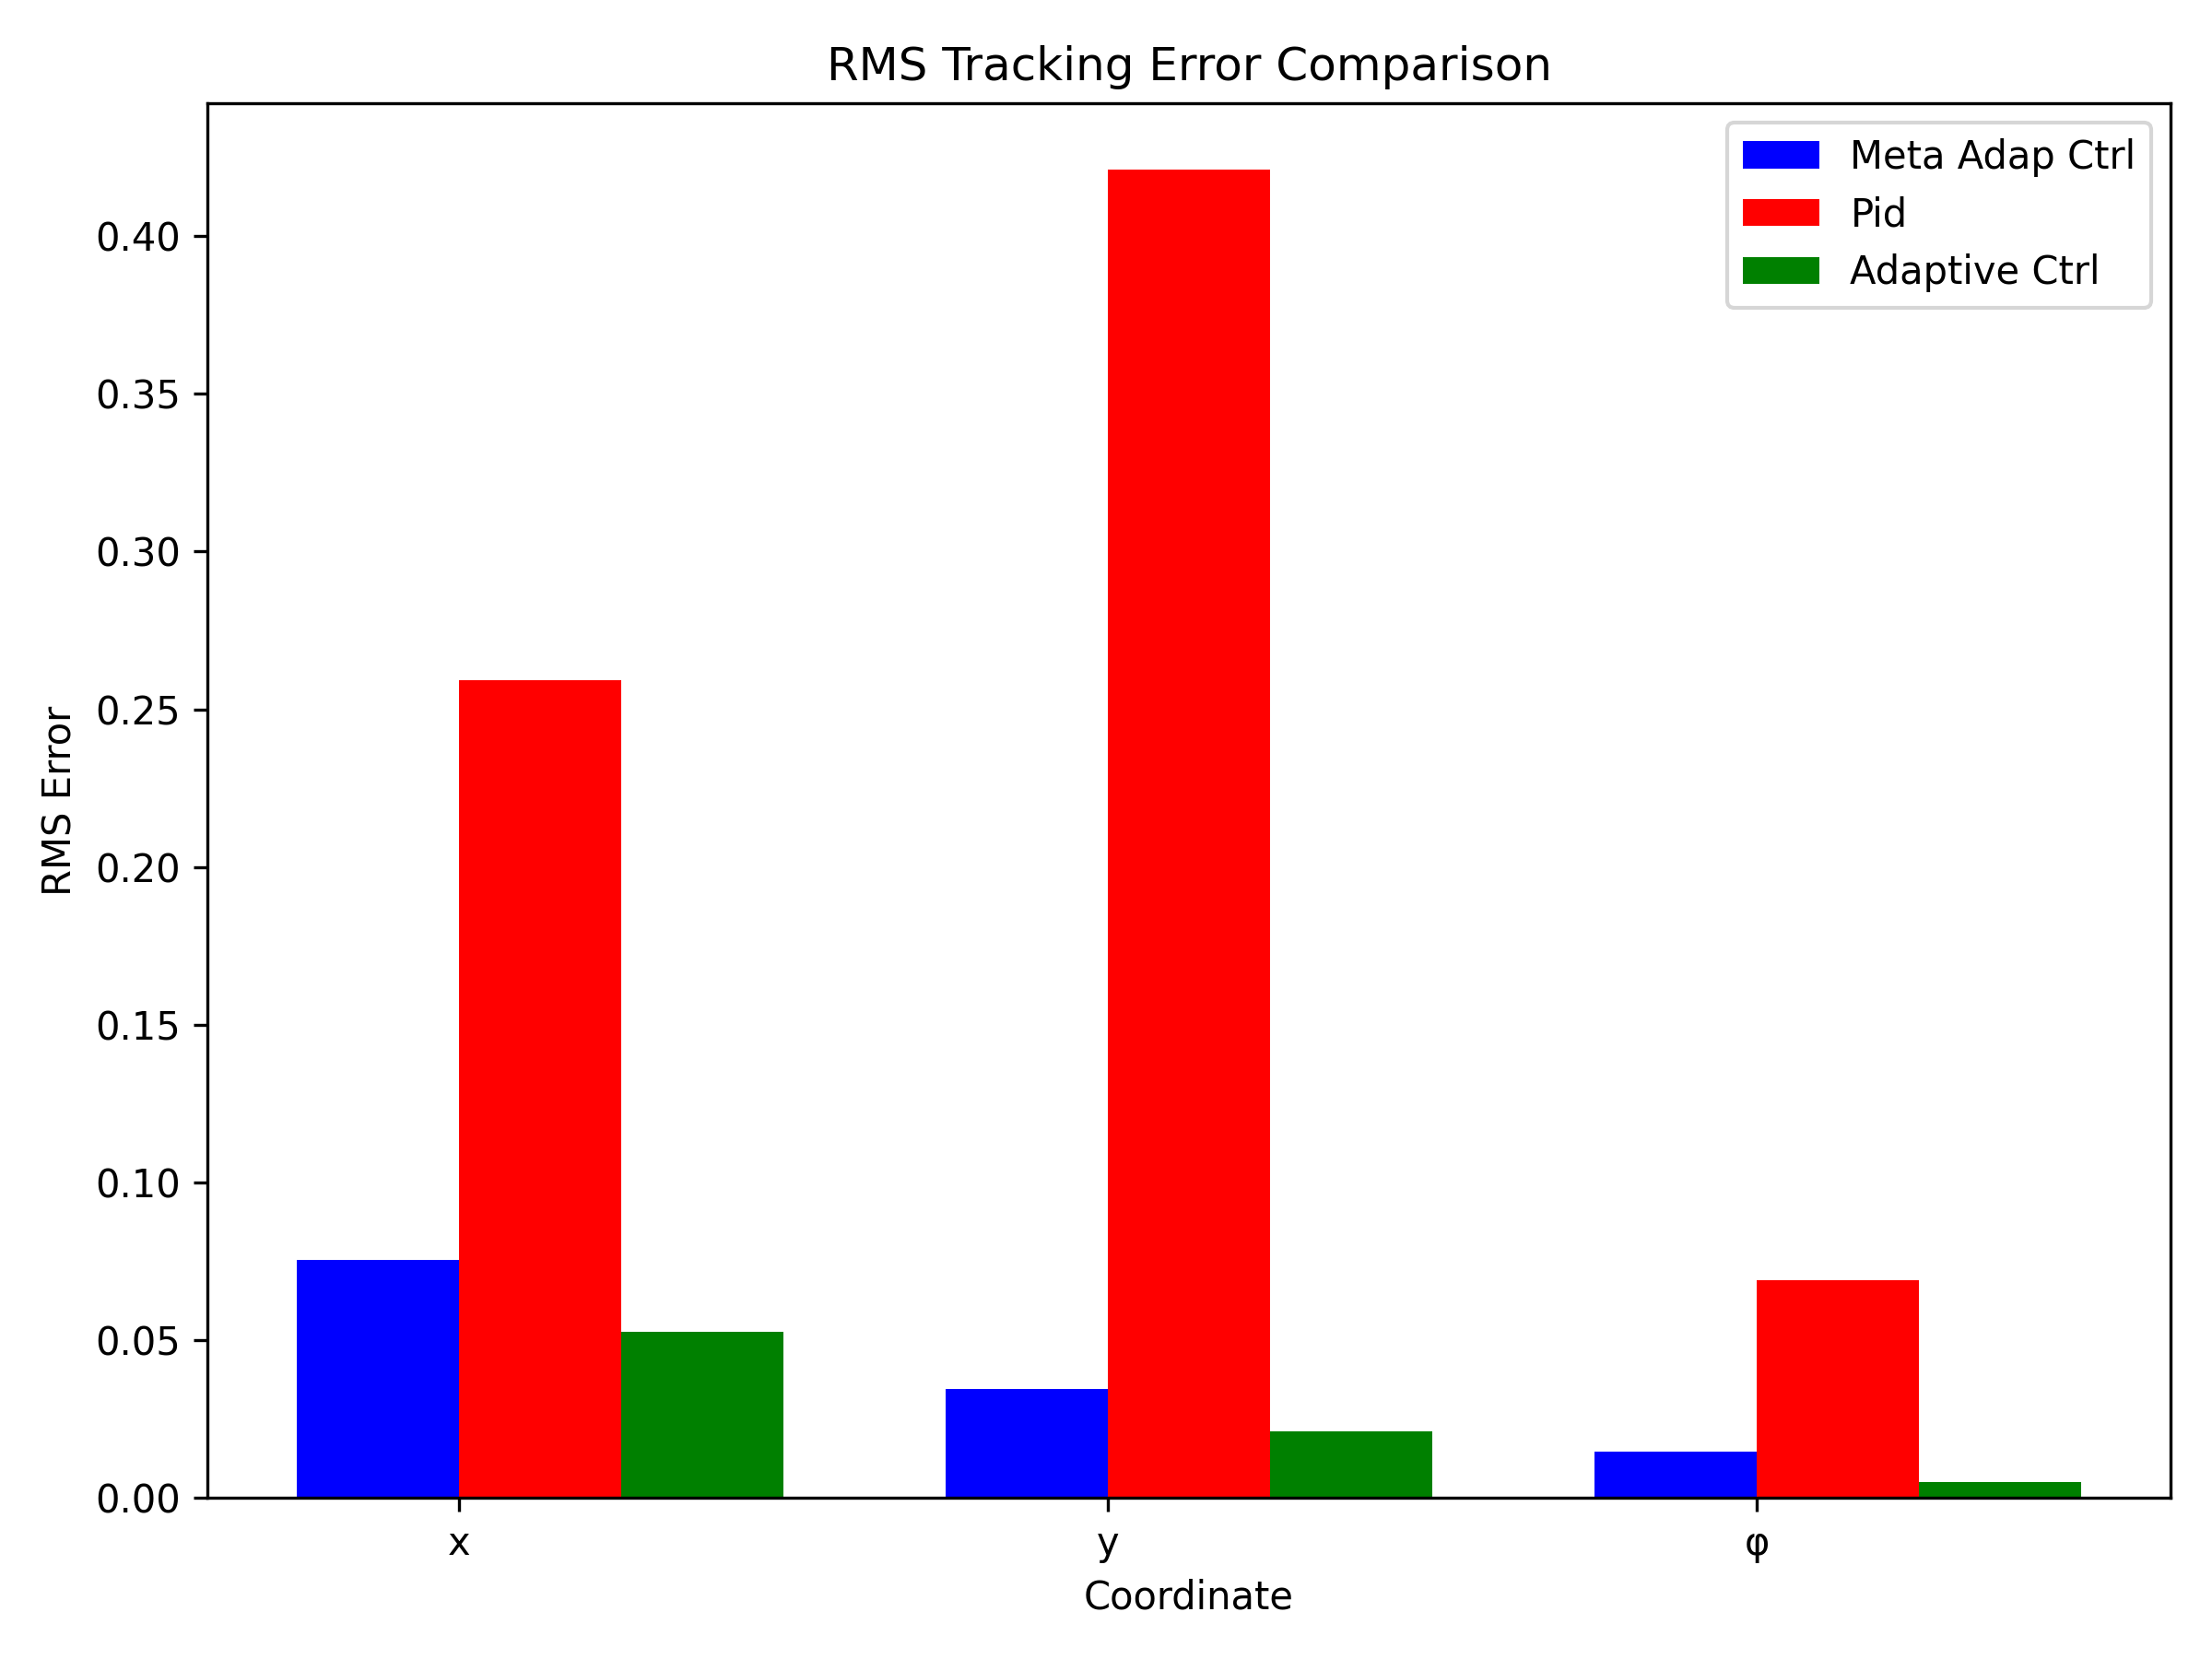 RMS Tracking Error Comparison
Meta Adap Ctrl
Pid
Adaptive Ctrl
RMS Error
0.40
0.35
0.30
0.25
0.20
0.15
0.10
0.05
0.00
x
y
φ
Coordinate